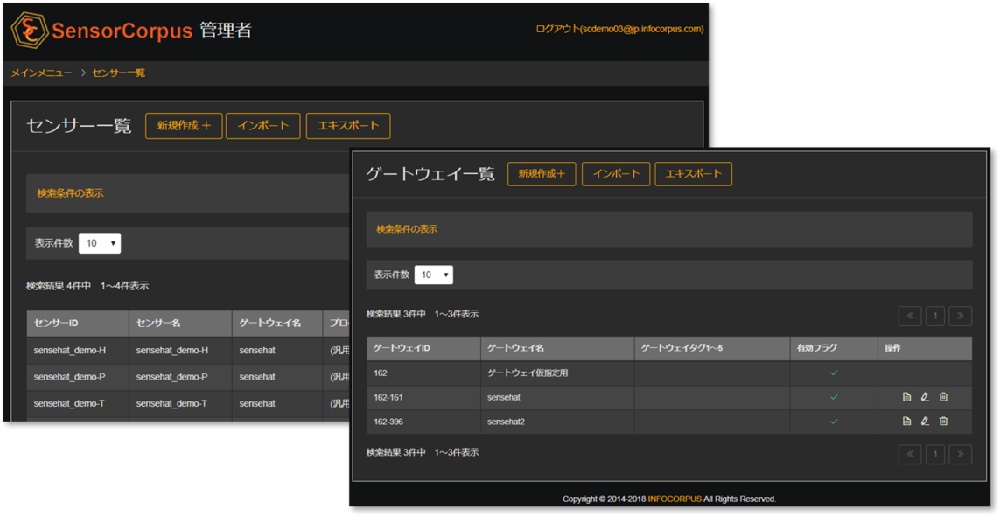 SensorCorpus 管理者
ログアウト(scdemo03@jp.infocorpus.com)
メインメニュー > センサー一覧
センサー一覧 新規作成 + インポート エキスポート
検索条件の表示
表示件数 10
検索結果 4件中 1～4件表示
センサーID センサー名 ゲートウェイ名 プロ
sensehat_demo-H sensehat_demo-H sensehat (汎用
sensehat_demo-P sensehat_demo-P sensehat (汎用
sensehat_demo-T sensehat_demo-T sensehat (汎用
ゲートウェイ一覧 新規作成+ インポート エキスポート
検索条件の表示
表示件数 10
検索結果 3件中 1～3件表示 « 1 »
ゲートウェイID ゲートウェイ名 ゲートウェイタグ1～5 有効フラグ 操作
162 ゲートウェイ仮指定用
162-161 sensehat
162-396 sensehat2
検索結果 3件中 1～3件表示 « 1 »
Copyright © 2014-2018 INFOCORPUS All Rights Reserved.